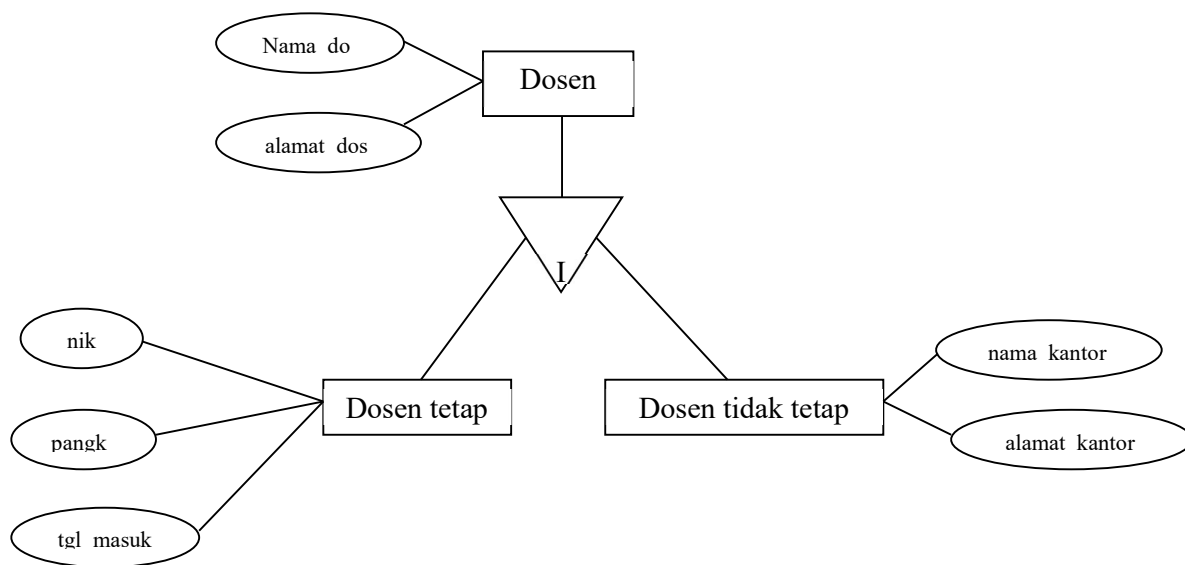 Nama do
Dosen
alamat dos
I
nik
nama kantor
Dosen tetap
Dosen tidak tetap
pangk
alamat kantor
tgl masuk